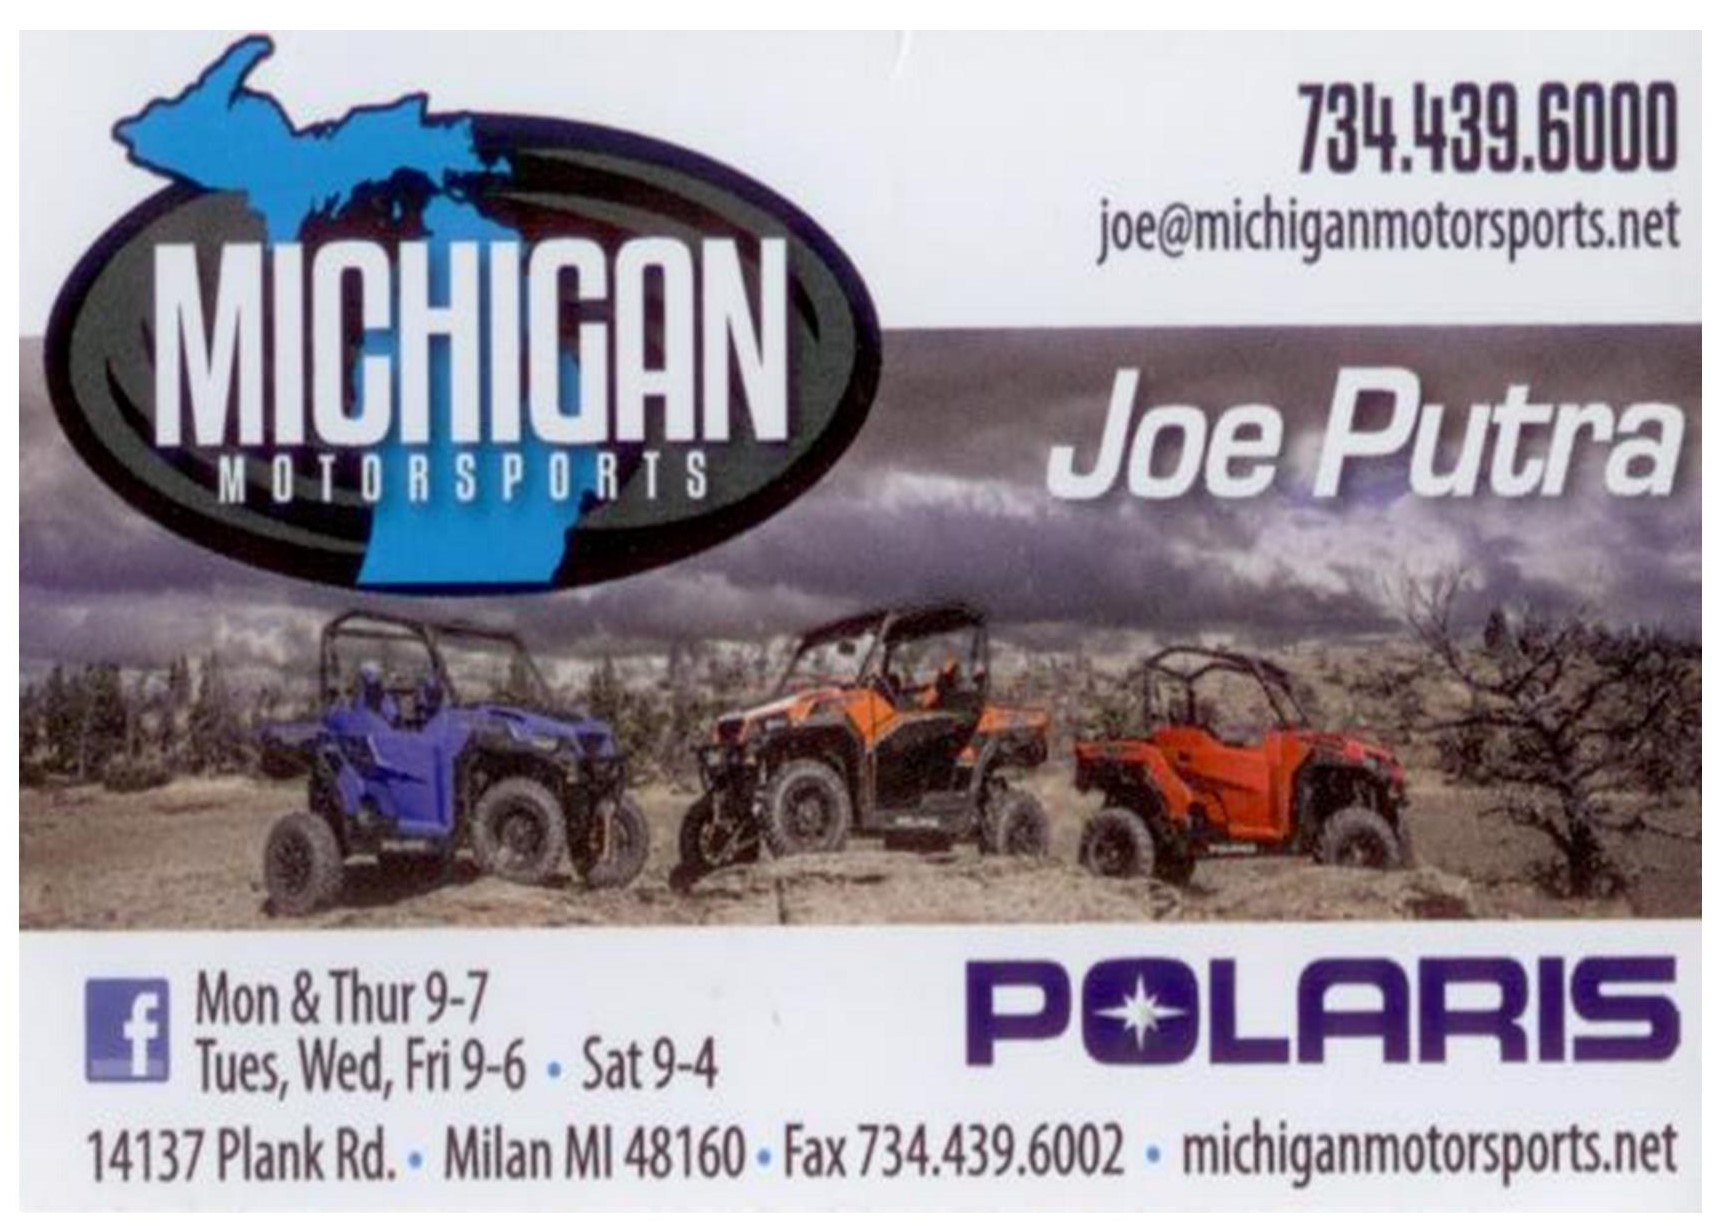 MICHIGAN
MOTORSPORTS
734.439.6000
joe@michiganmotorsports.net
Joe Putra
f
Mon & Thur 9-7
Tues, Wed, Fri 9-6 • Sat 9-4
POLARIS
14137 Plank Rd. • Milan MI 48160 • Fax 734.439.6002 • michiganmotorsports.net